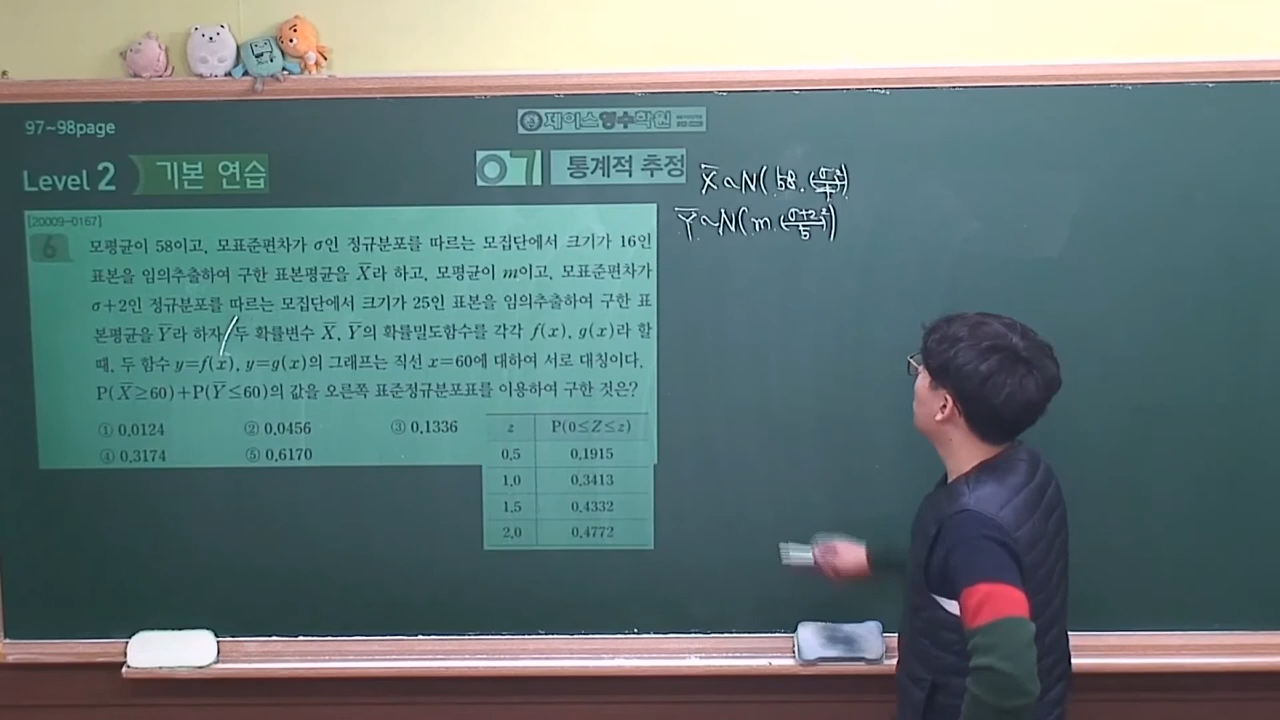 97~98page
제이스영수학원
Level 2 기본 연습
07 통계적 추정
X̄~N(58, (σ/4)²)
Ȳ~N(m, (σ+2/5)²)
[20009-0167]
6 모평균이 58이고, 모표준편차가 σ인 정규분포를 따르는 모집단에서 크기가 16인
표본을 임의추출하여 구한 표본평균을 X̄라 하고, 모평균이 m이고, 모표준편차가
σ+2인 정규분포를 따르는 모집단에서 크기가 25인 표본을 임의추출하여 구한 표
본평균을 Ȳ라 하자. 두 확률변수 X̄, Ȳ의 확률밀도함수를 각각 f(x), g(x)라 할
때, 두 함수 y=f(x), y=g(x)의 그래프는 직선 x=60에 대하여 서로 대칭이다.
P(X̄≥60)+P(Ȳ≤60)의 값을 오른쪽 표준정규분포표를 이용하여 구한 것은?
① 0.0124 ② 0.0456 ③ 0.1336
④ 0.3174 ⑤ 0.6170
z P(0≤Z≤z)
0.5 0.1915
1.0 0.3413
1.5 0.4332
2.0 0.4772